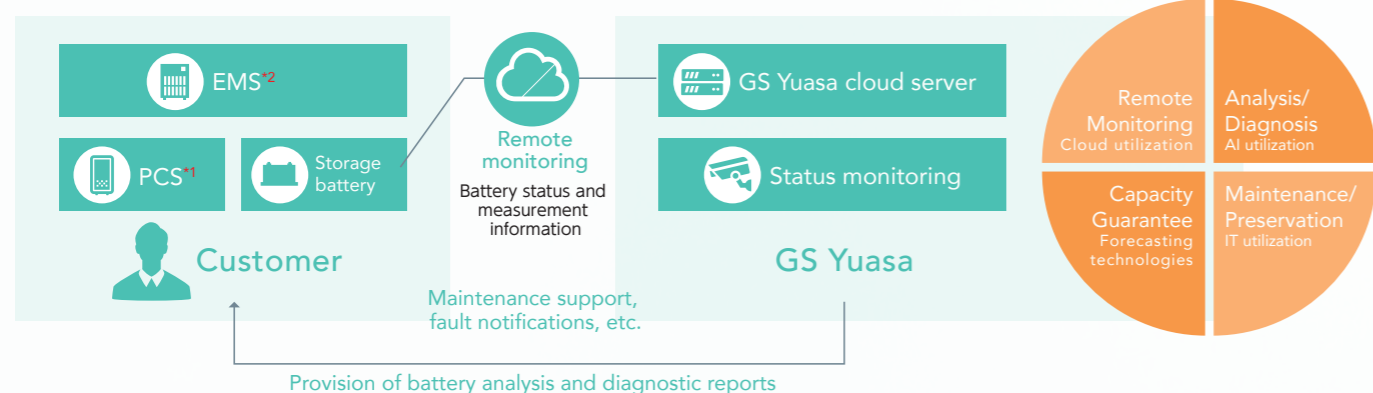 EMS*2
PCS*1
Storage
battery
Customer
Remote
monitoring
Battery status and
measurement
information
GS Yuasa cloud server
Status monitoring
GS Yuasa
Maintenance support,
fault notifications, etc.
Provision of battery analysis and diagnostic reports
Remote
Monitoring
Cloud utilization
Analysis/
Diagnosis
AI utilization
Capacity
Guarantee
Forecasting
technologies
Maintenance/
Preservation
IT utilization